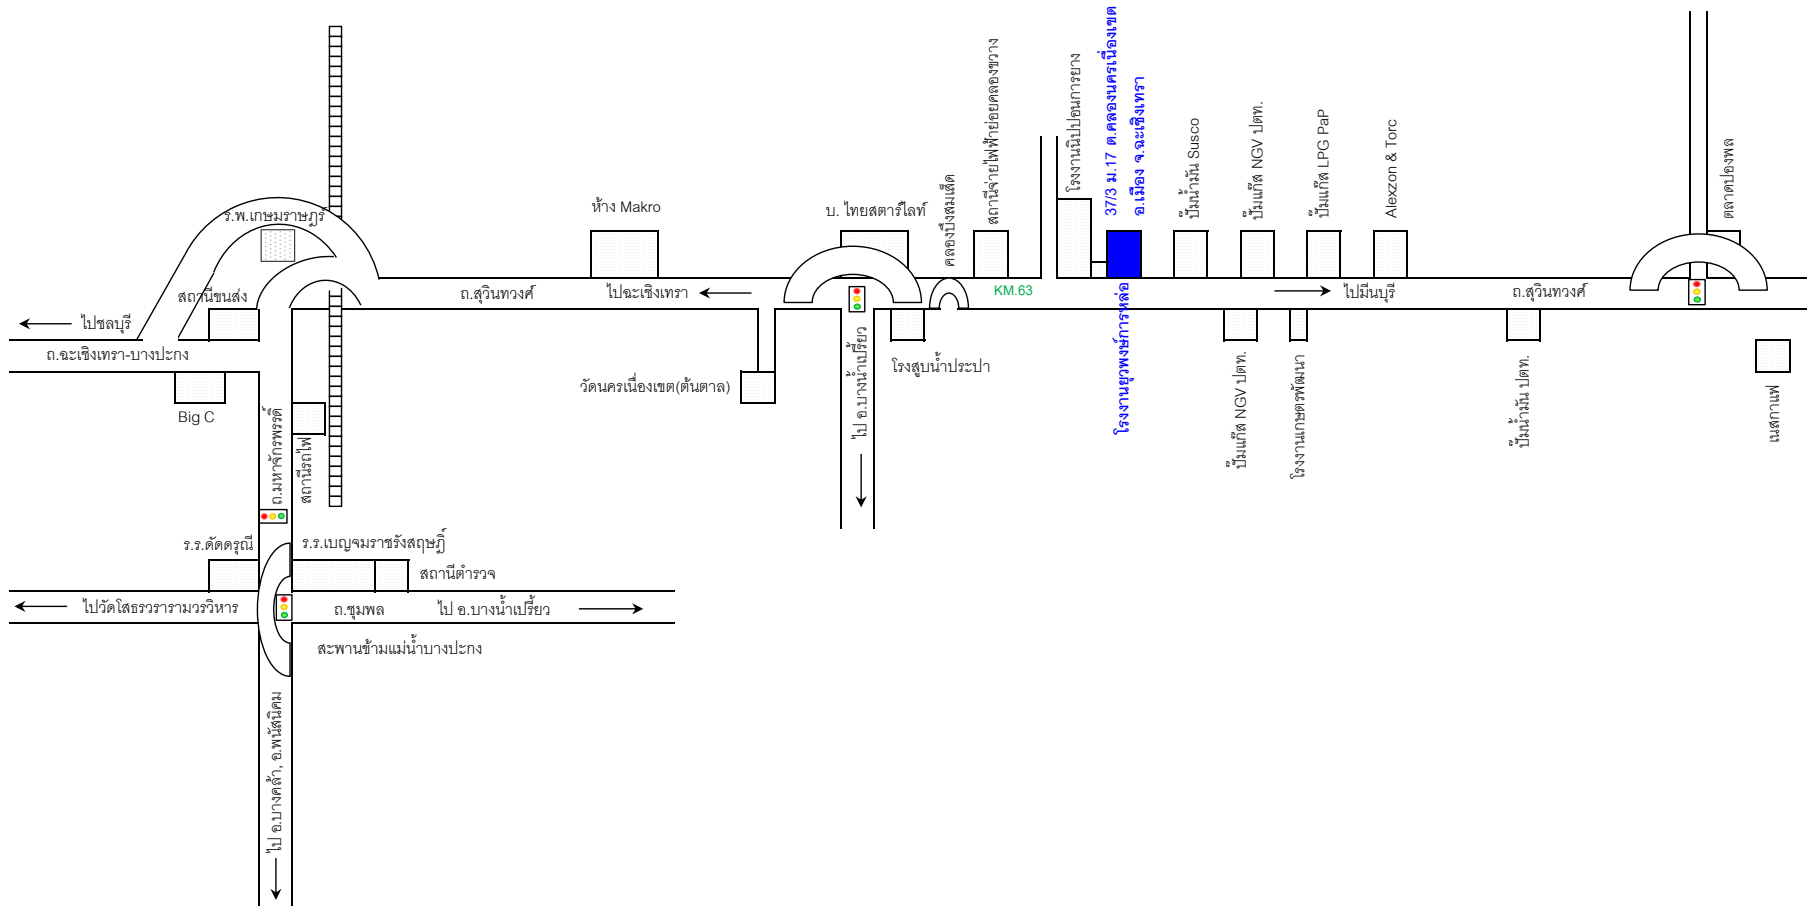 37/3 ม.17 ต.คลองนครเนื่องเขต
อ.เมือง จ.ฉะเชิงเทรา
สถานีจ่ายไฟฟ้าย่อยคลองขวาง
โรงงานนิปปอนการยาง
ปั๊มน้ำมัน Susco
ปั๊มแก๊ส NGV ปตท.
ปั๊มแก๊ส LPG PaP
Alexzon & Torc
ตลาดปองพล
คลองบึงสมเด็จ
ร.พ.เกษมราษฎร์
ห้าง Makro
บ. ไทยสตาร์ไลท์
สถานีขนส่ง
ถ.สุวินทวงศ์
ไปฉะเชิงเทรา
KM.63
ไปมีนบุรี
ถ.สุวินทวงศ์
ไปชลบุรี
ถ.ฉะเชิงเทรา-บางปะกง
วัดนครเนื่องเขต(ต้นตาล)
ไป อ.บางน้ำเปรี้ยว
โรงสูบน้ำประปา
โรงงานยุวพงษ์การหล่อ
ปั๊มแก๊ส NGV ปตท.
โรงงานเกษตรพัฒนา
ปั๊มน้ำมัน ปตท.
เนสกาแฟ
Big C
ถ.มหาจักรพรรดิ์
สถานีรถไฟ
ร.ร.ดัดดรุณี
ร.ร.เบญจมราชรังสฤษฎิ์
สถานีตำรวจ
ไปวัดโสธรวรารามวรวิหาร
ถ.ชุมพล
ไป อ.บางน้ำเปรี้ยว
สะพานข้ามแม่น้ำบางปะกง
ไป อ.บางคล้า, อ.พนัสนิคม